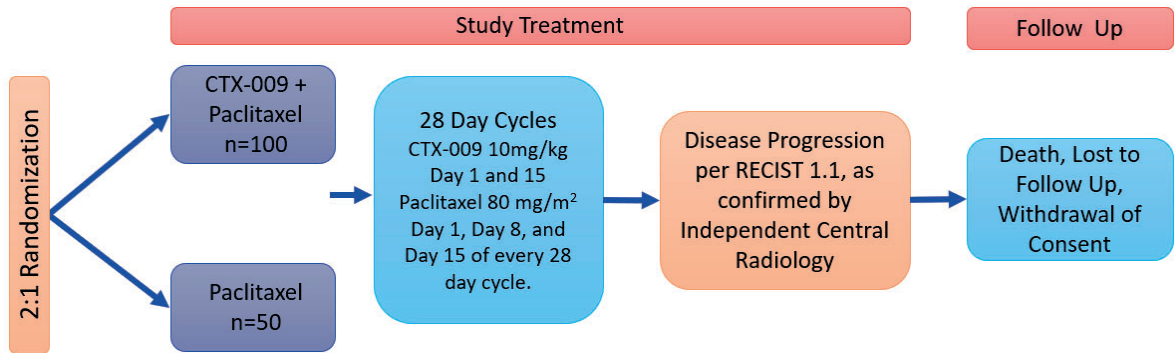 Study Treatment
Follow Up
2:1 Randomization
CTX-009 +
Paclitaxel
n=100
Paclitaxel
n=50
28 Day Cycles
CTX-009 10mg/kg
Day 1 and 15
Paclitaxel 80 mg/m²
Day 1, Day 8, and
Day 15 of every 28
day cycle.
Disease Progression
per RECIST 1.1, as
confirmed by
Independent Central
Radiology
Death, Lost to
Follow Up,
Withdrawal of
Consent